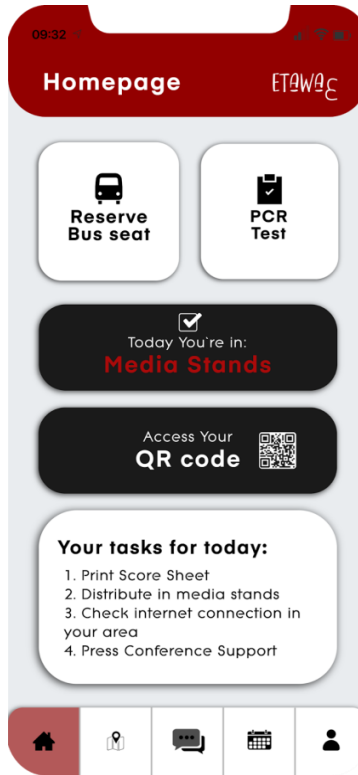 09:32
Homepage
ETAWAE
Reserve
Bus seat
PCR
Test
Today You`re in:
Media Stands
Access Your
QR code
Your tasks for today:
1. Print Score Sheet
2. Distribute in media stands
3. Check internet connection in
your area
4. Press Conference Support